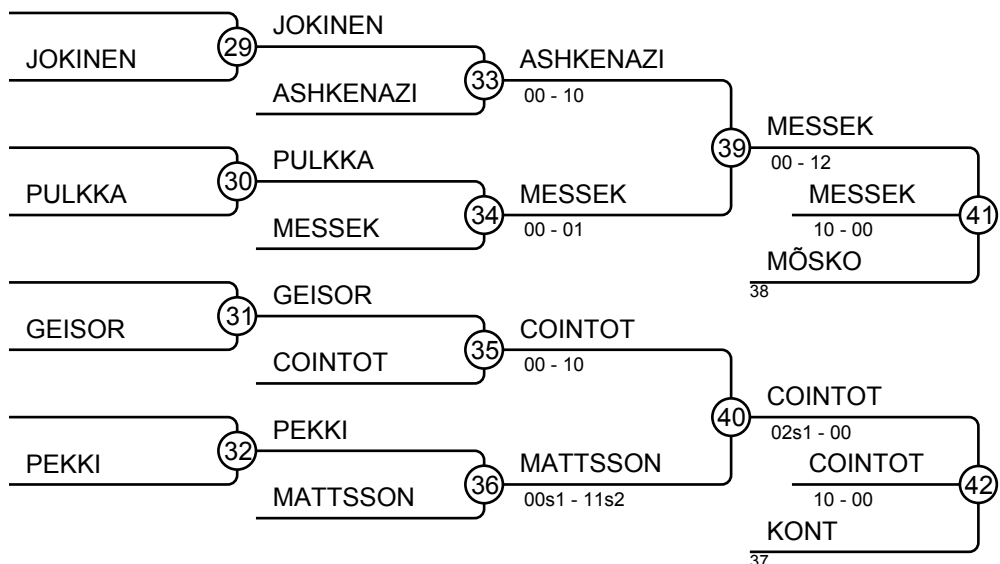 JOKINEN
JOKINEN
29
ASHKENAZI
33
ASHKENAZI
00 - 10
PULKKA
30
PULKKA
MESSEK
34
MESSEK
00 - 01
39
MESSEK
00 - 12
MESSEK
10 - 00
41
MÕSKO
38
GEISOR
31
GEISOR
COINTOT
35
COINTOT
00 - 10
PEKKI
32
PEKKI
MATTSSON
36
MATTSSON
00s1 - 11s2
40
COINTOT
02s1 - 00
COINTOT
10 - 00
42
KONT
37